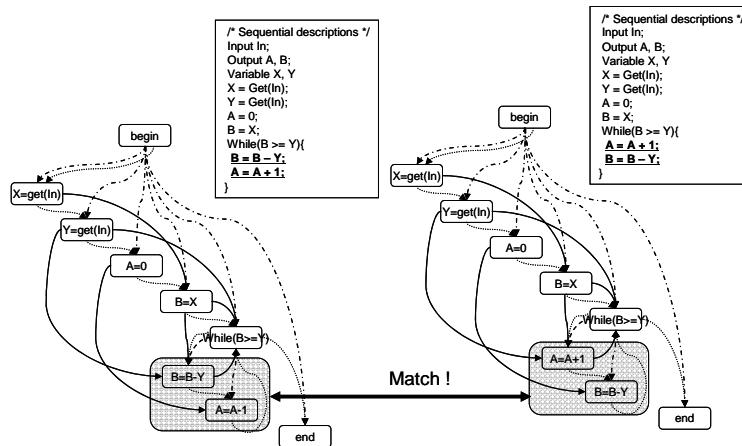 /* Sequential descriptions */
Input In;
Output A, B;
Variable X, Y
X = Get(In);
Y = Get(In);
A = 0;
B = X;
While(B >= Y){
B = B – Y;
A = A + 1;
}
begin
X=get(In)
Y=get(In)
A=0
B=X
While(B>=Y)
B=B-Y
A=A-1
end
Match !
/* Sequential descriptions */
Input In;
Output A, B;
Variable X, Y
X = Get(In);
Y = Get(In);
A = 0;
B = X;
While(B >= Y){
A = A + 1;
B = B – Y;
}
begin
X=get(In)
Y=get(In)
A=0
B=X
While(B>=Y)
A=A+1
B=B-Y
end